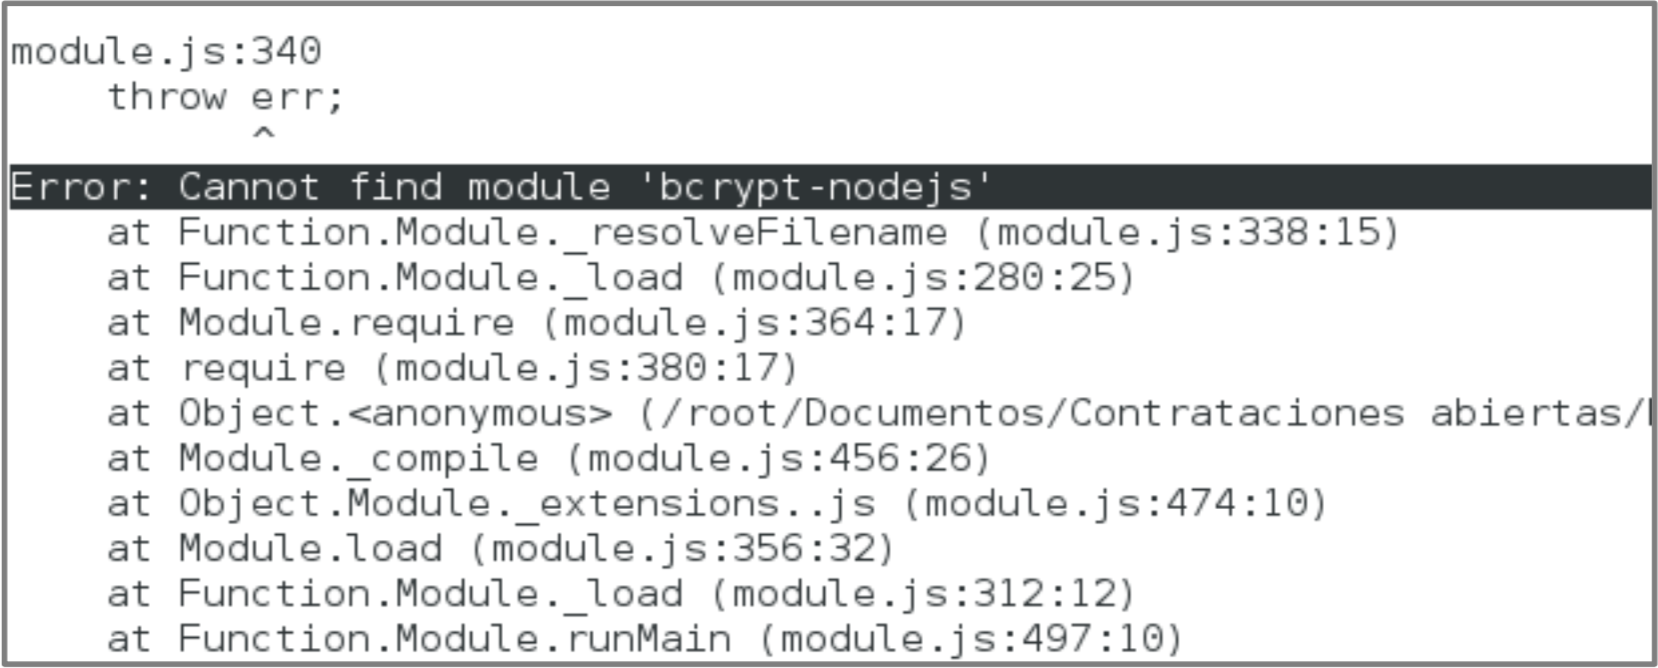 module.js:340
    throw err;
          ^
Error: Cannot find module 'bcrypt-nodejs'
    at Function.Module._resolveFilename (module.js:338:15)
    at Function.Module._load (module.js:280:25)
    at Module.require (module.js:364:17)
    at require (module.js:380:17)
    at Object.<anonymous> (/root/Documentos/Contrataciones abiertas/
    at Module._compile (module.js:456:26)
    at Object.Module._extensions..js (module.js:474:10)
    at Module.load (module.js:356:32)
    at Function.Module._load (module.js:312:12)
    at Function.Module.runMain (module.js:497:10)